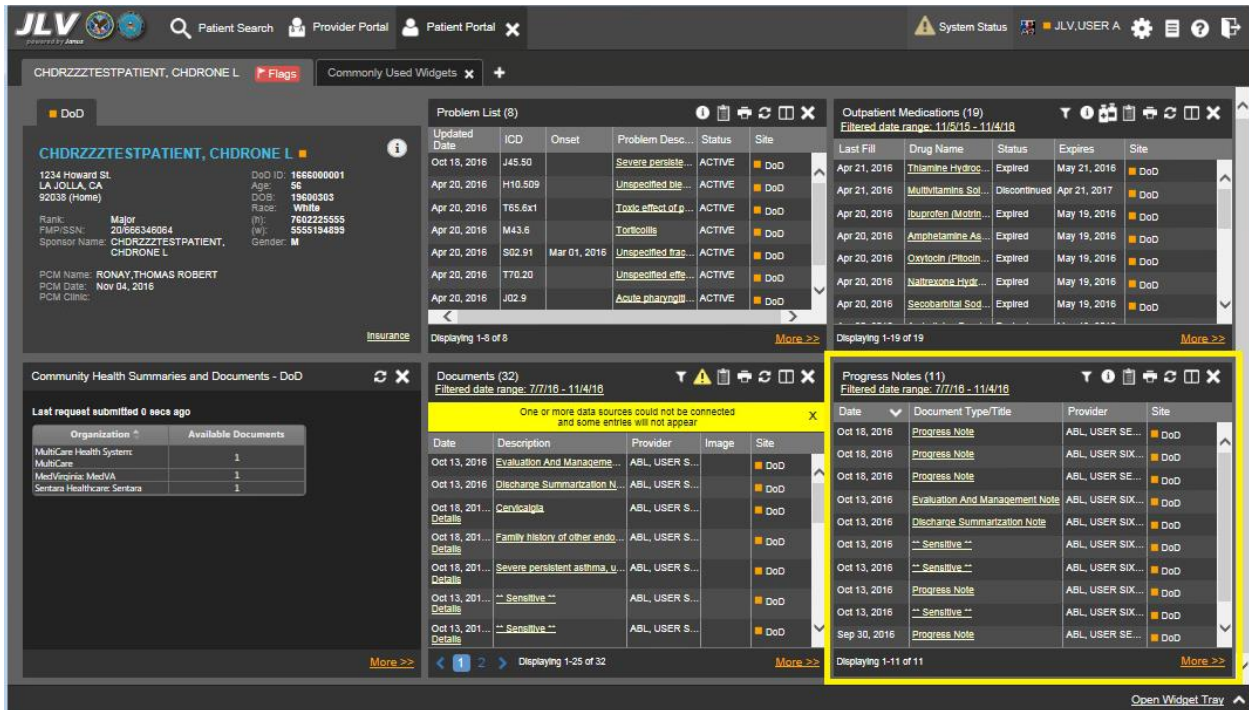 JLV
powered by Janus
Patient Search
Provider Portal
Patient Portal
System Status
JLV,USER A
CHDRZZZTESTPATIENT, CHDRONE L
Flags
Commonly Used Widgets x +
DoD
CHDRZZZTESTPATIENT, CHDRONE L
1234 Howard St.
LA JOLLA, CA
92038 (Home)
Rank: Major
FMP/SSN: 20/666346064
Sponsor Name: CHDRZZZTESTPATIENT,
CHDRONE L
DoD ID: 1666000001
Age: 56
DOB: 19600303
Race: White
(h): 7602225555
(w): 5555194899
Gender: M
PCM Name: RONAY,THOMAS ROBERT
PCM Date: Nov 04, 2016
PCM Clinic:
Insurance
Problem List (8)
Updated Date ICD Onset Problem Desc... Status Site
Oct 18, 2016 J45.50 Severe persiste... ACTIVE DoD
Apr 20, 2016 H10.509 Unspecified ble... ACTIVE DoD
Apr 20, 2016 T65.6x1 Toxic effect of p... ACTIVE DoD
Apr 20, 2016 M43.6 Torticollis ACTIVE DoD
Apr 20, 2016 S02.91 Mar 01, 2016 Unspecified frac... ACTIVE DoD
Apr 20, 2016 T70.20 Unspecified effe... ACTIVE DoD
Apr 20, 2016 J02.9 Acute pharyngiti... ACTIVE DoD
Displaying 1-8 of 8 More >>
Outpatient Medications (19)
Filtered date range: 11/5/15 - 11/4/16
Last Fill Drug Name Status Expires Site
Apr 21, 2016 Thiamine Hydroc... Expired May 21, 2016 DoD
Apr 21, 2016 Multivitamins Sol... Discontinued Apr 21, 2017 DoD
Apr 20, 2016 Ibuprofen (Motrin... Expired May 19, 2016 DoD
Apr 20, 2016 Amphetamine As... Expired May 19, 2016 DoD
Apr 20, 2016 Oxytocin (Pitocin... Expired May 19, 2016 DoD
Apr 20, 2016 Naltrexone Hydr... Expired May 19, 2016 DoD
Apr 20, 2016 Secobarbital Sod... Expired May 19, 2016 DoD
Displaying 1-19 of 19 More >>
Community Health Summaries and Documents - DoD
Last request submitted 0 secs ago
Organization Available Documents
MultiCare Health System:
MultiCare 1
MedVirginia: MedVA 1
Sentara Healthcare: Sentara 1
More >>
Documents (32)
Filtered date range: 7/7/16 - 11/4/16
One or more data sources could not be connected
and some entries will not appear X
Date Description Provider Image Site
Oct 13, 2016 Evaluation And Manageme... ABL, USER S... DoD
Oct 13, 2016 Discharge Summarization N... ABL, USER S... DoD
Oct 18, 201... Cervicalgia ABL, USER S... DoD
Details
Oct 18, 201... Family history of other endo... ABL, USER S... DoD
Details
Oct 18, 201... Severe persistent asthma, u... ABL, USER S... DoD
Details
Oct 13, 201... ** Sensitive ** ABL, USER S... DoD
Details
Oct 13, 201... ** Sensitive ** ABL, USER S... DoD
Details
< 1 2 > Displaying 1-25 of 32 More >>
Progress Notes (11)
Filtered date range: 7/7/16 - 11/4/16
Date Document Type/Title Provider Site
Oct 18, 2016 Progress Note ABL, USER SE... DoD
Oct 18, 2016 Progress Note ABL, USER SIX... DoD
Oct 18, 2016 Progress Note ABL, USER SE... DoD
Oct 13, 2016 Evaluation And Management Note ABL, USER SIX... DoD
Oct 13, 2016 Discharge Summarization Note ABL, USER SIX... DoD
Oct 13, 2016 ** Sensitive ** ABL, USER SIX... DoD
Oct 13, 2016 ** Sensitive ** ABL, USER SIX... DoD
Oct 13, 2016 Progress Note ABL, USER SIX... DoD
Oct 13, 2016 ** Sensitive ** ABL, USER SIX... DoD
Sep 30, 2016 Progress Note ABL, USER SE... DoD
Displaying 1-11 of 11 More >>
Open Widget Tray